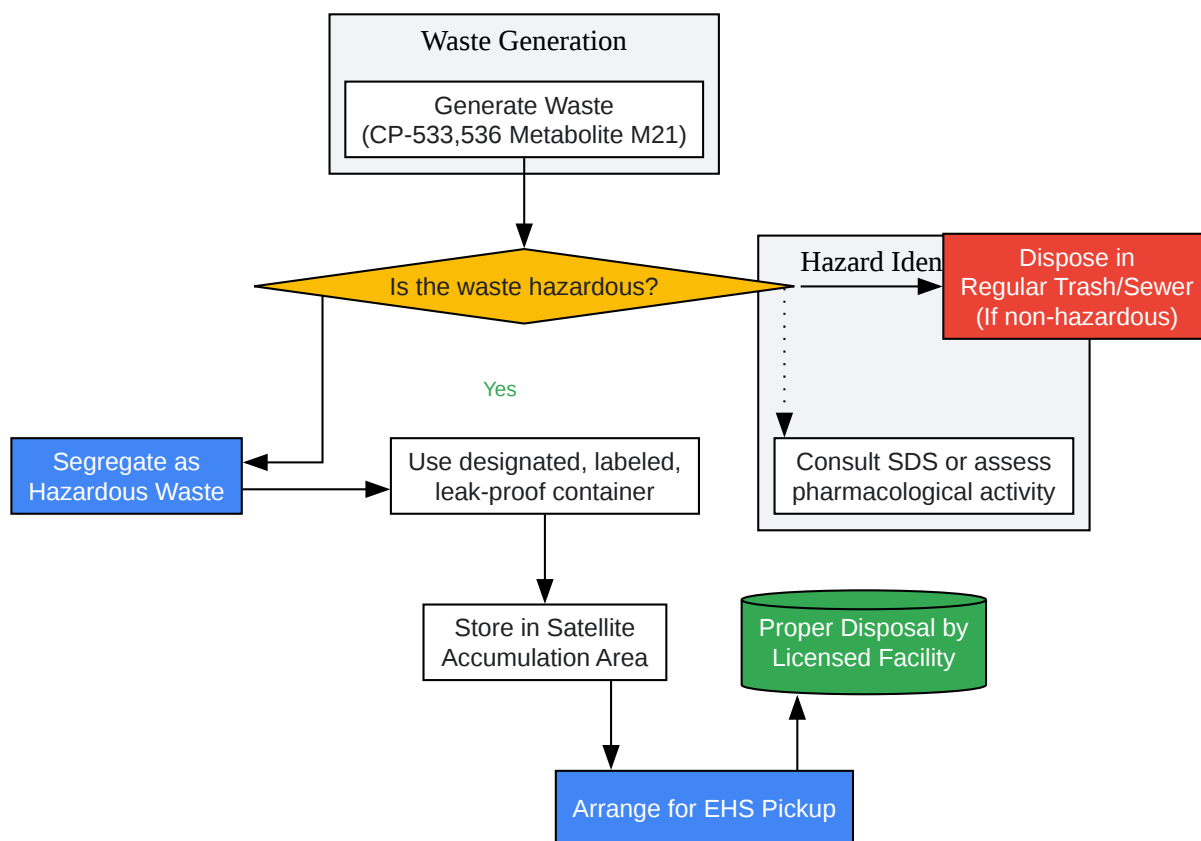 Waste Generation
Generate Waste
(CP-533,536 Metabolite M21)
Is the waste hazardous?
Hazard
Dispose in
Regular Trash/Sewer
(If non-hazardous)
Yes
Segregate as
Hazardous Waste
Use designated, labeled,
leak-proof container
Consult SDS or assess
pharmacological activity
Store in Satellite
Accumulation Area
Proper Disposal by
Licensed Facility
Arrange for EHS Pickup